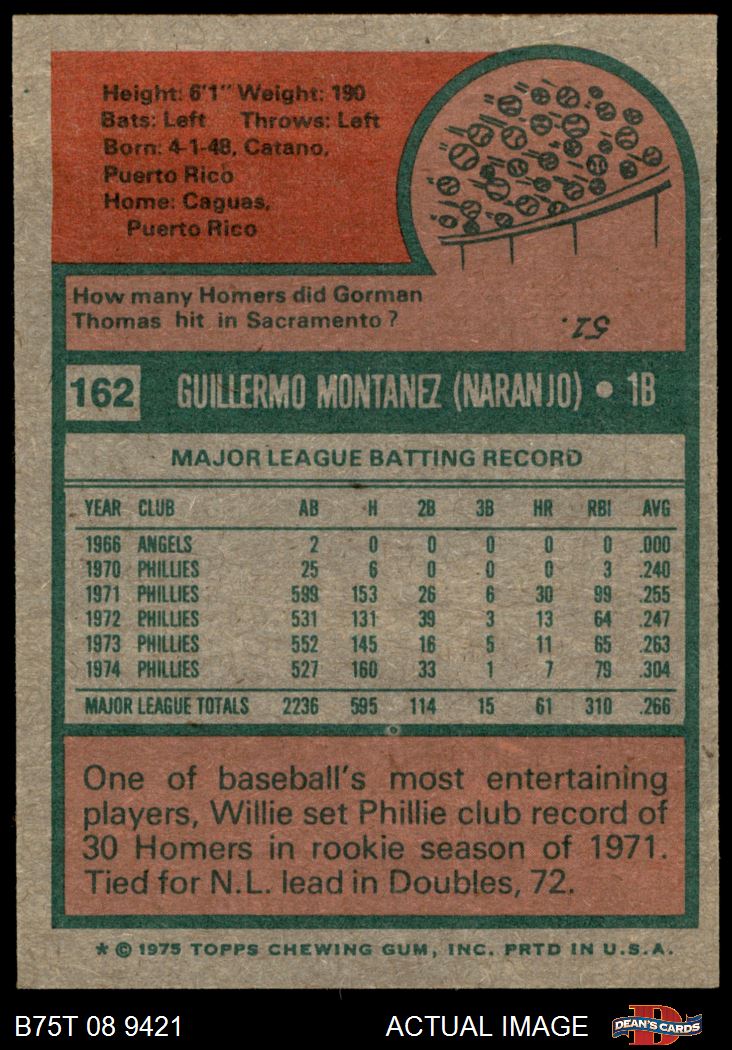 Height: 6'1" Weight: 190
Bats: Left Throws: Left
Born: 4-1-48, Catano,
Puerto Rico
Home: Caguas,
Puerto Rico
How many Homers did Gorman
Thomas hit in Sacramento?
51.
162 GUILLERMO MONTANEZ (NARANJO) • 1B
MAJOR LEAGUE BATTING RECORD
YEAR CLUB AB H 2B 3B HR RBI AVG
1966 ANGELS 2 0 0 0 0 0 .000
1970 PHILLIES 25 6 0 0 0 3 .240
1971 PHILLIES 599 153 26 6 30 99 .255
1972 PHILLIES 531 131 39 3 13 64 .247
1973 PHILLIES 552 145 16 5 11 65 .263
1974 PHILLIES 527 160 33 1 7 79 .304
MAJOR LEAGUE TOTALS 2236 595 114 15 61 310 .266
One of baseball's most entertaining
players, Willie set Phillie club record of
30 Homers in rookie season of 1971.
Tied for N.L. lead in Doubles, 72.
* © 1975 TOPPS CHEWING GUM, INC. PRTD IN U.S.A.
B75T 08 9421 ACTUAL IMAGE D DEAN'S CARDS